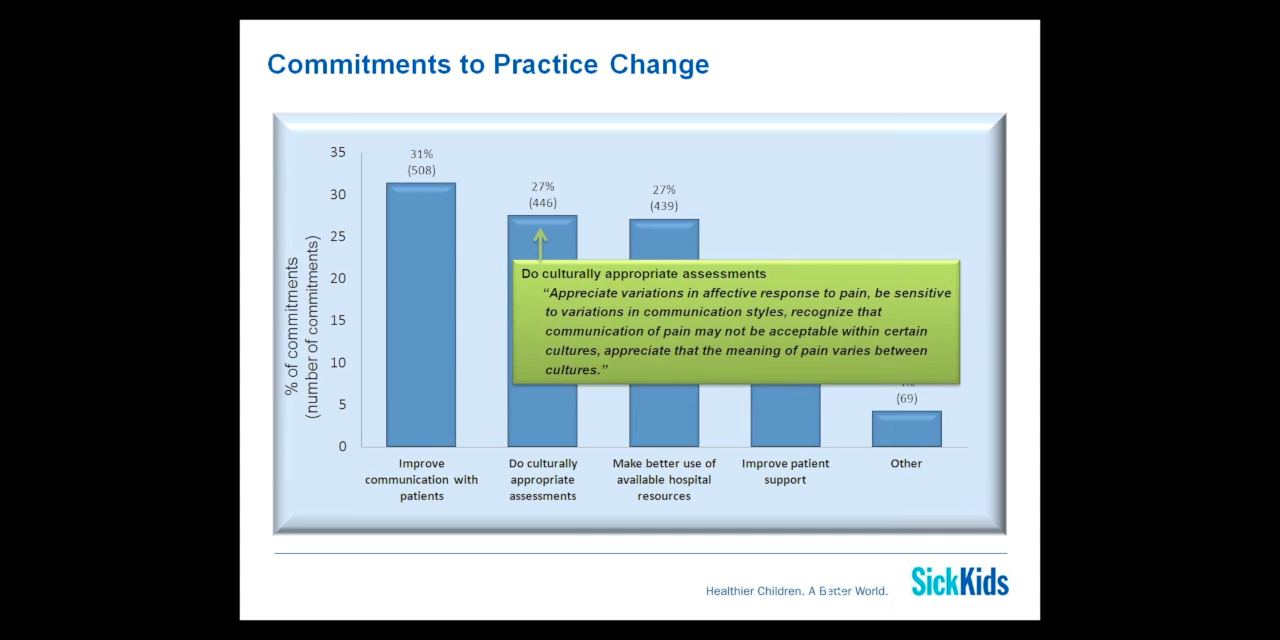 Commitments to Practice Change
35
30
25
20
15
10
5
0
% of commitments
(number of commitments)
31%
(508)
27%
(446)
27%
(439)
(69)
Do culturally appropriate assessments
“Appreciate variations in affective response to pain, be sensitive
to variations in communication styles, recognize that
communication of pain may not be acceptable within certain
cultures, appreciate that the meaning of pain varies between
cultures.”
Improve
communication with
patients
Do culturally
appropriate
assessments
Make better use of
available hospital
resources
Improve patient
support
Other
Healthier Children. A Better World.
SickKids